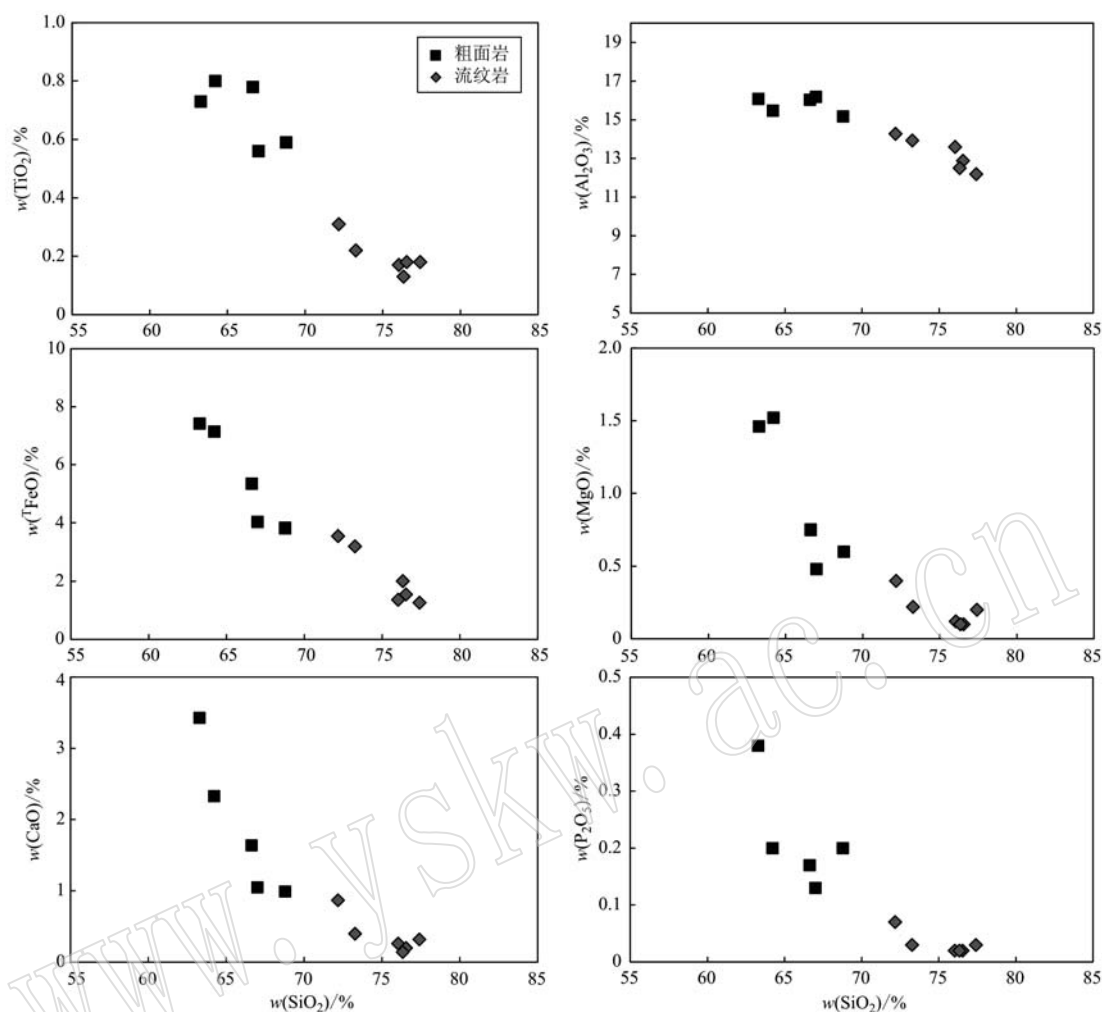 1.0
0.8
0.6
0.4
0.2
0
w(TiO₂)/%
粗面岩
流纹岩
55 60 65 70 75 80 85
19
17
15
13
11
9
7
5
w(Al₂O₃)/%
55 60 65 70 75 80 85
10
8
6
4
2
0
w(ᵀFeO)/%
55 60 65 70 75 80 85
2.0
1.5
1.0
0.5
0
w(MgO)/%
55 60 65 70 75 80 85
4
3
2
1
0
w(CaO)/%
55 60 65 70 75 80 85
w(SiO₂)/%
0.5
0.4
0.3
0.2
0.1
0
w(P₂O₅)/%
55 60 65 70 75 80 85
w(SiO₂)/%
www.yskw.ac.cn